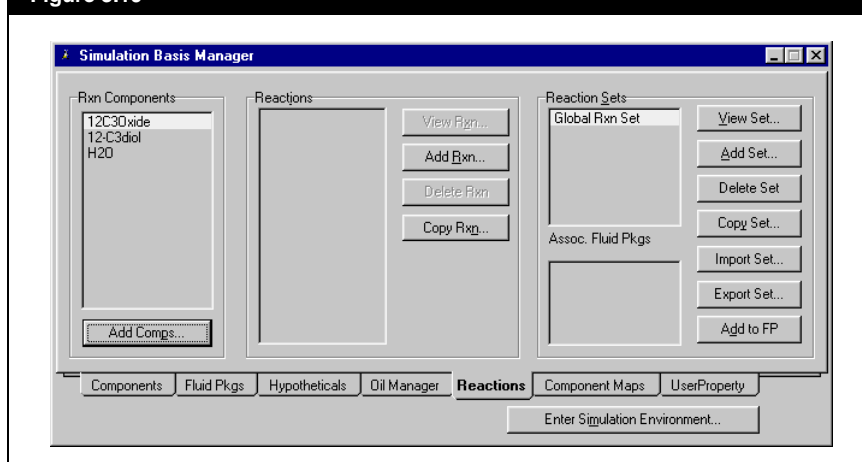 Simulation Basis Manager
Rxn Components
Reactions
Reaction Sets
12C3Oxide
12-C3diol
H2O
Global Rxn Set
View Rxn...
Add Rxn...
Delete Rxn
Copy Rxn...
Assoc. Fluid Pkgs
View Set...
Add Set...
Delete Set
Copy Set...
Import Set...
Export Set...
Add to FP
Add Comps...
Components Fluid Pkgs Hypotheticals Oil Manager Reactions Component Maps UserProperty
Enter Simulation Environment...